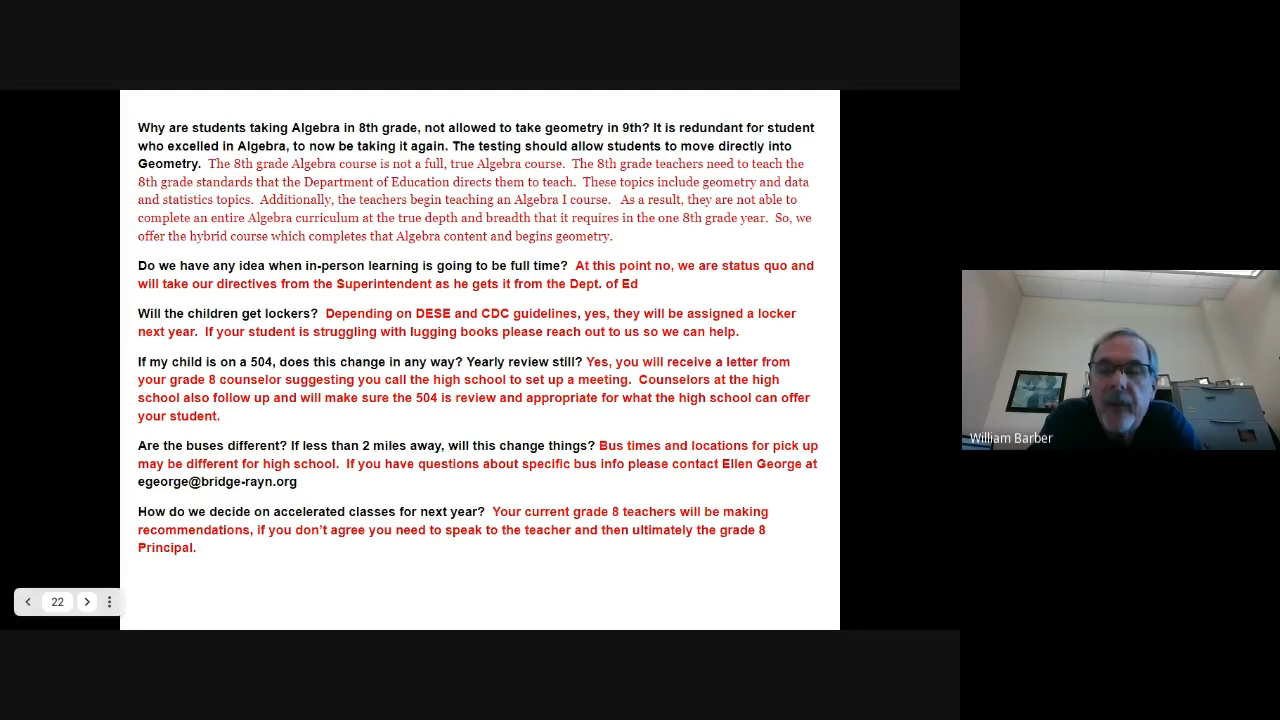 Why are students taking Algebra in 8th grade, not allowed to take geometry in 9th? It is redundant for student
who excelled in Algebra, to now be taking it again. The testing should allow students to move directly into
Geometry. The 8th grade Algebra course is not a full, true Algebra course. The 8th grade teachers need to teach the
8th grade standards that the Department of Education directs them to teach. These topics include geometry and data
and statistics topics. Additionally, the teachers begin teaching an Algebra I course. As a result, they are not able to
complete an entire Algebra curriculum at the true depth and breadth that it requires in the one 8th grade year. So, we
offer the hybrid course which completes that Algebra content and begins geometry.
Do we have any idea when in-person learning is going to be full time? At this point no, we are status quo and
will take our directives from the Superintendent as he gets it from the Dept. of Ed
Will the children get lockers? Depending on DESE and CDC guidelines, yes, they will be assigned a locker
next year. If your student is struggling with lugging books please reach out to us so we can help.
If my child is on a 504, does this change in any way? Yearly review still? Yes, you will receive a letter from
your grade 8 counselor suggesting you call the high school to set up a meeting. Counselors at the high
school also follow up and will make sure the 504 is review and appropriate for what the high school can offer
your student.
Are the buses different? If less than 2 miles away, will this change things? Bus times and locations for pick up
may be different for high school. If you have questions about specific bus info please contact Ellen George at
egeorge@bridge-rayn.org
How do we decide on accelerated classes for next year? Your current grade 8 teachers will be making
recommendations, if you don't agree you need to speak to the teacher and then ultimately the grade 8
Principal.
22
William Barber